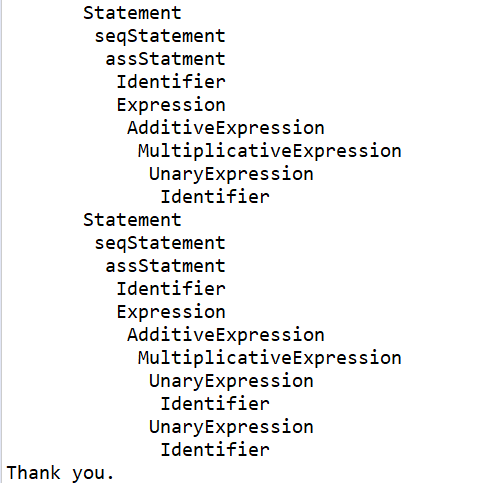 Statement
seqStatement
assStatment
Identifier
Expression
AdditiveExpression
MultiplicativeExpression
UnaryExpression
Identifier
Statement
seqStatement
assStatment
Identifier
Expression
AdditiveExpression
MultiplicativeExpression
UnaryExpression
Identifier
UnaryExpression
Identifier
Thank you.